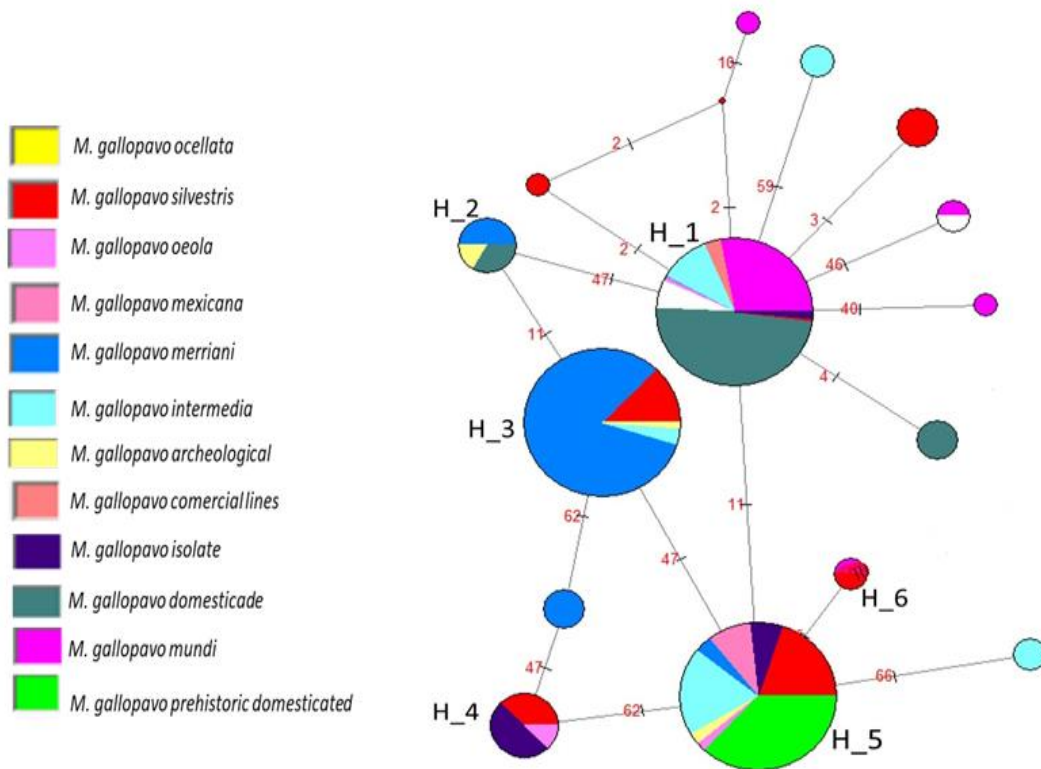 M. gallopavo ocellata
M. gallopavo silvestris
M. gallopavo oeola
M. gallopavo mexicana
M. gallopavo merriani
M. gallopavo intermedia
M. gallopavo archeological
M. gallopavo comercial lines
M. gallopavo isolate
M. gallopavo domesticade
M. gallopavo mundi
M. gallopavo prehistoric domesticated
10
2
59
2
3
H_2
H_1
2
46
47
40
11
4
H_3
11
62
47
H_6
47
66
H_4
62
H_5